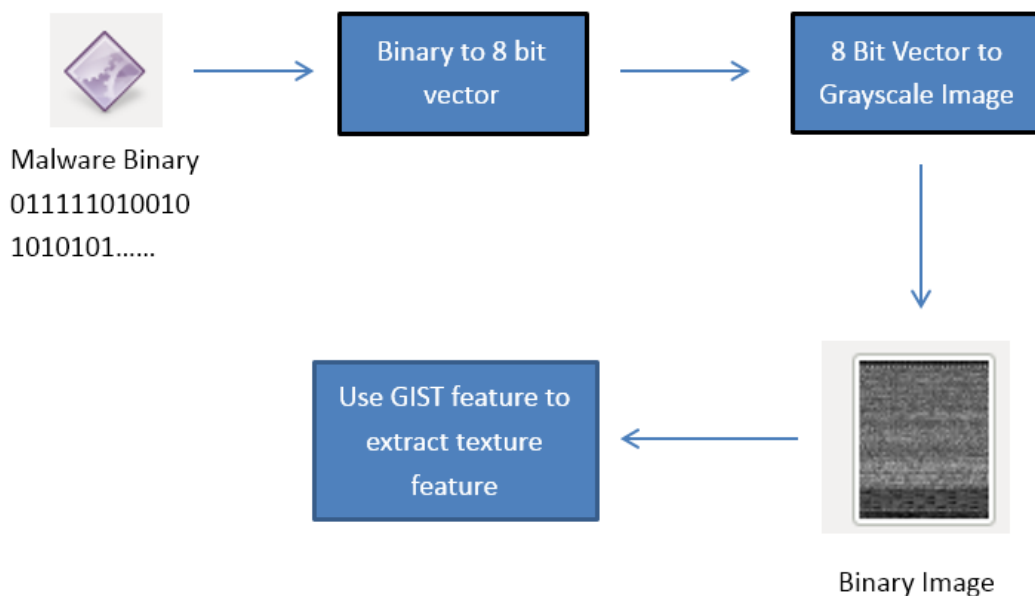 Malware Binary
011111010010
1010101......
Binary to 8 bit
vector
8 Bit Vector to
Grayscale Image
Binary Image
Use GIST feature to
extract texture
feature